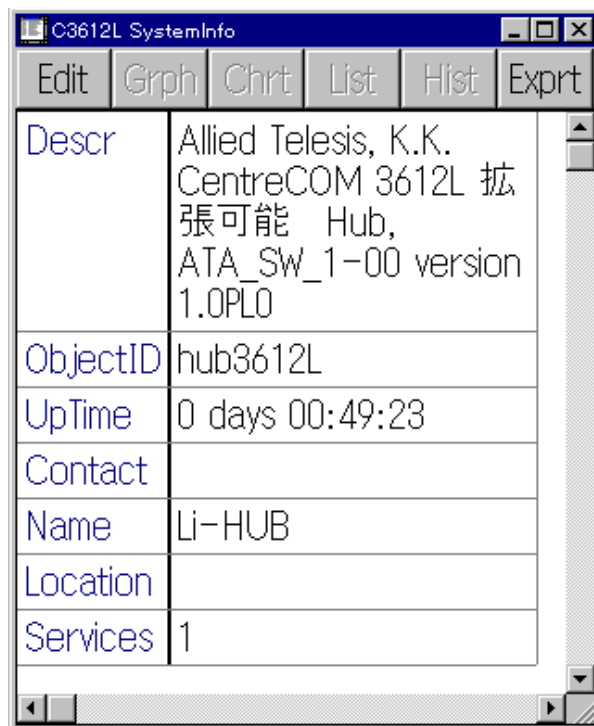 C3612L SystemInfo
Edit Grph Chrt List Hist Exprt
Descr Allied Telesis, K.K.
CentreCOM 3612L 拡
張可能　Hub,
ATA_SW_1-00 version
1.0PL0
ObjectID hub3612L
UpTime 0 days 00:49:23
Contact
Name Li-HUB
Location
Services 1